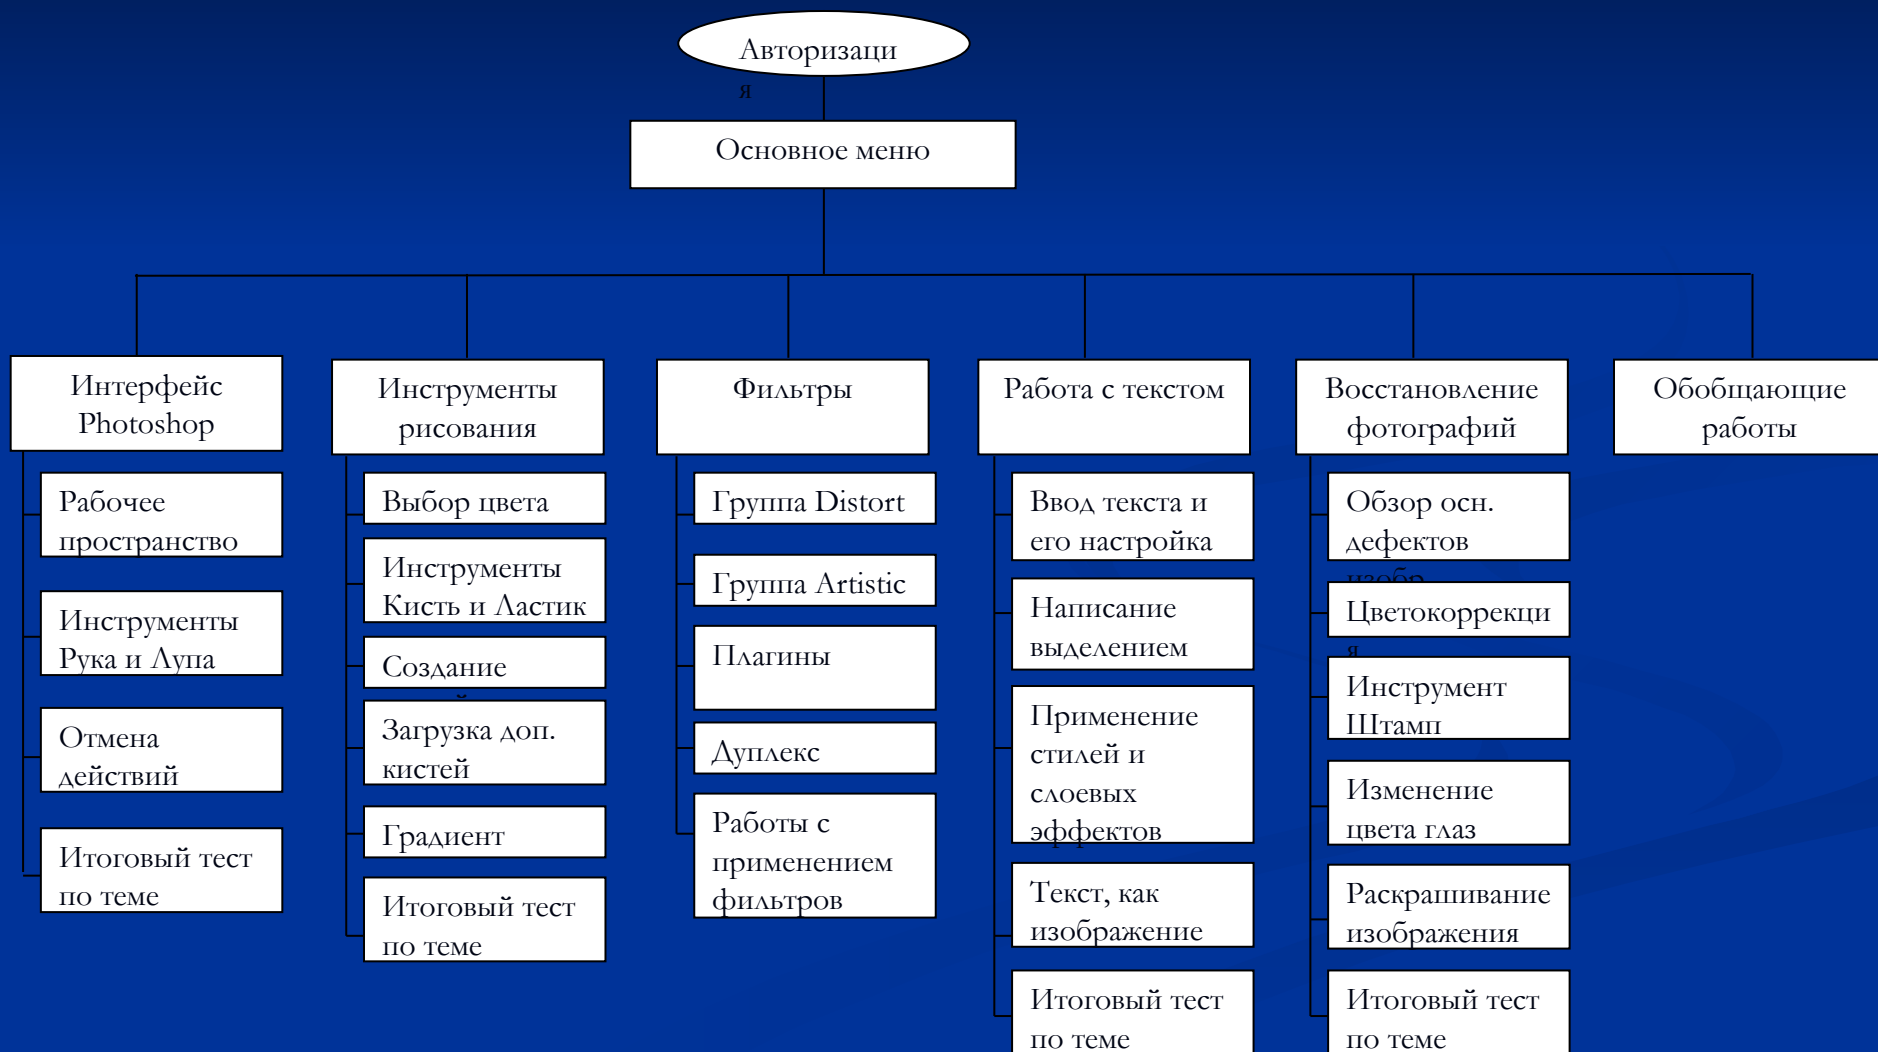 Авторизаци
я
Основное меню
Интерфейс
Photoshop
Рабочее
пространство
Инструменты
Рука и Лупа
Отмена
действий
Итоговый тест
по теме
Инструменты
рисования
Выбор цвета
Инструменты
Кисть и Ластик
Создание
Загрузка доп.
кистей
Градиент
Итоговый тест
по теме
Фильтры
Группа Distort
Группа Artistic
Плагины
Дуплекс
Работы с
применением
фильтров
Работа с текстом
Ввод текста и
его настройка
Написание
выделением
Применение
стилей и
слоевых
эффектов
Текст, как
изображение
Итоговый тест
по теме
Восстановление
фотографий
Обзор осн.
дефектов
изобр.
Цветокоррекци
я
Инструмент
Штамп
Изменение
цвета глаз
Раскрашивание
изображения
Итоговый тест
по теме
Обобщающие
работы